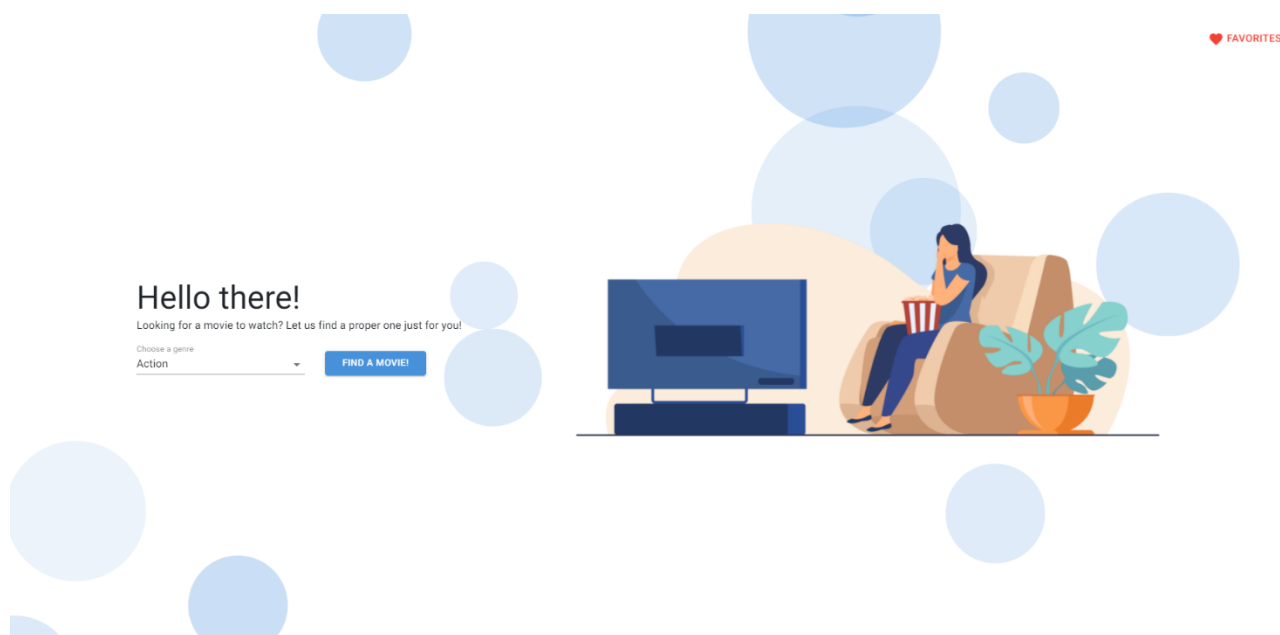 FAVORITES
Hello there!
Looking for a movie to watch? Let us find a proper one just for you!
Choose a genre
Action
FIND A MOVIE!